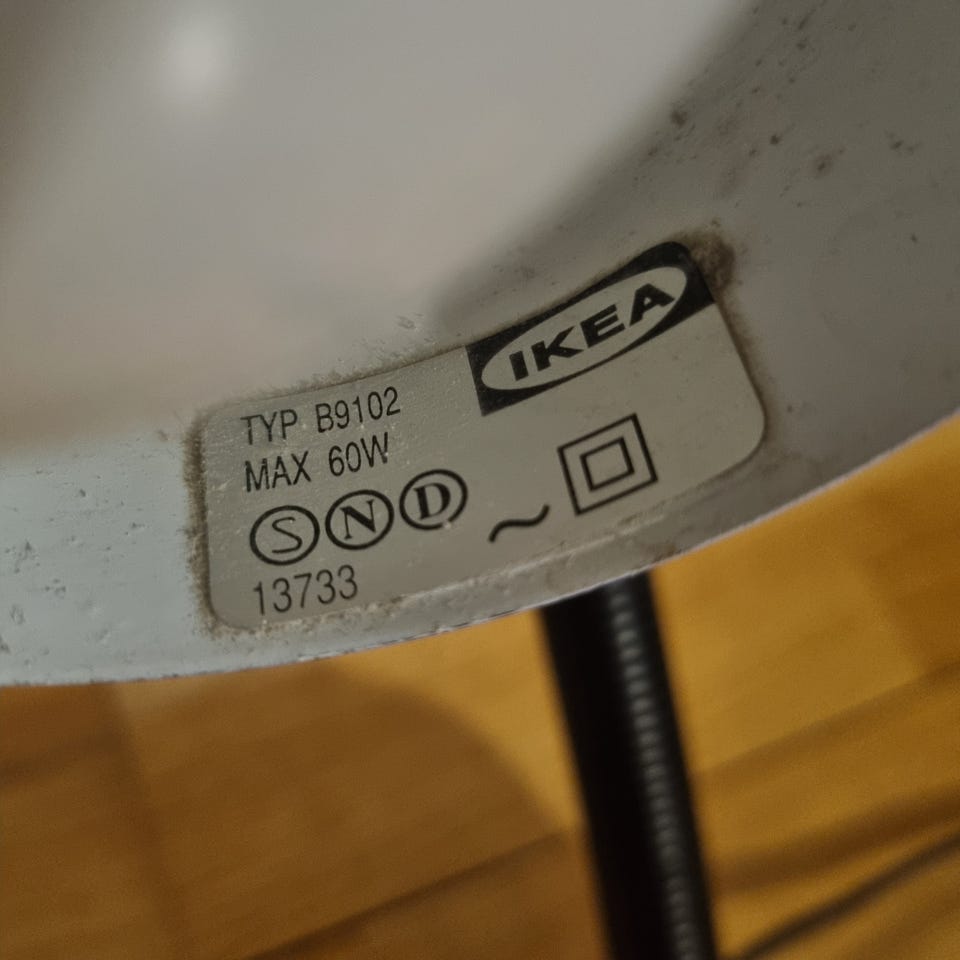 IKEA
TYP B9102
MAX 60W
S N D ~
13733